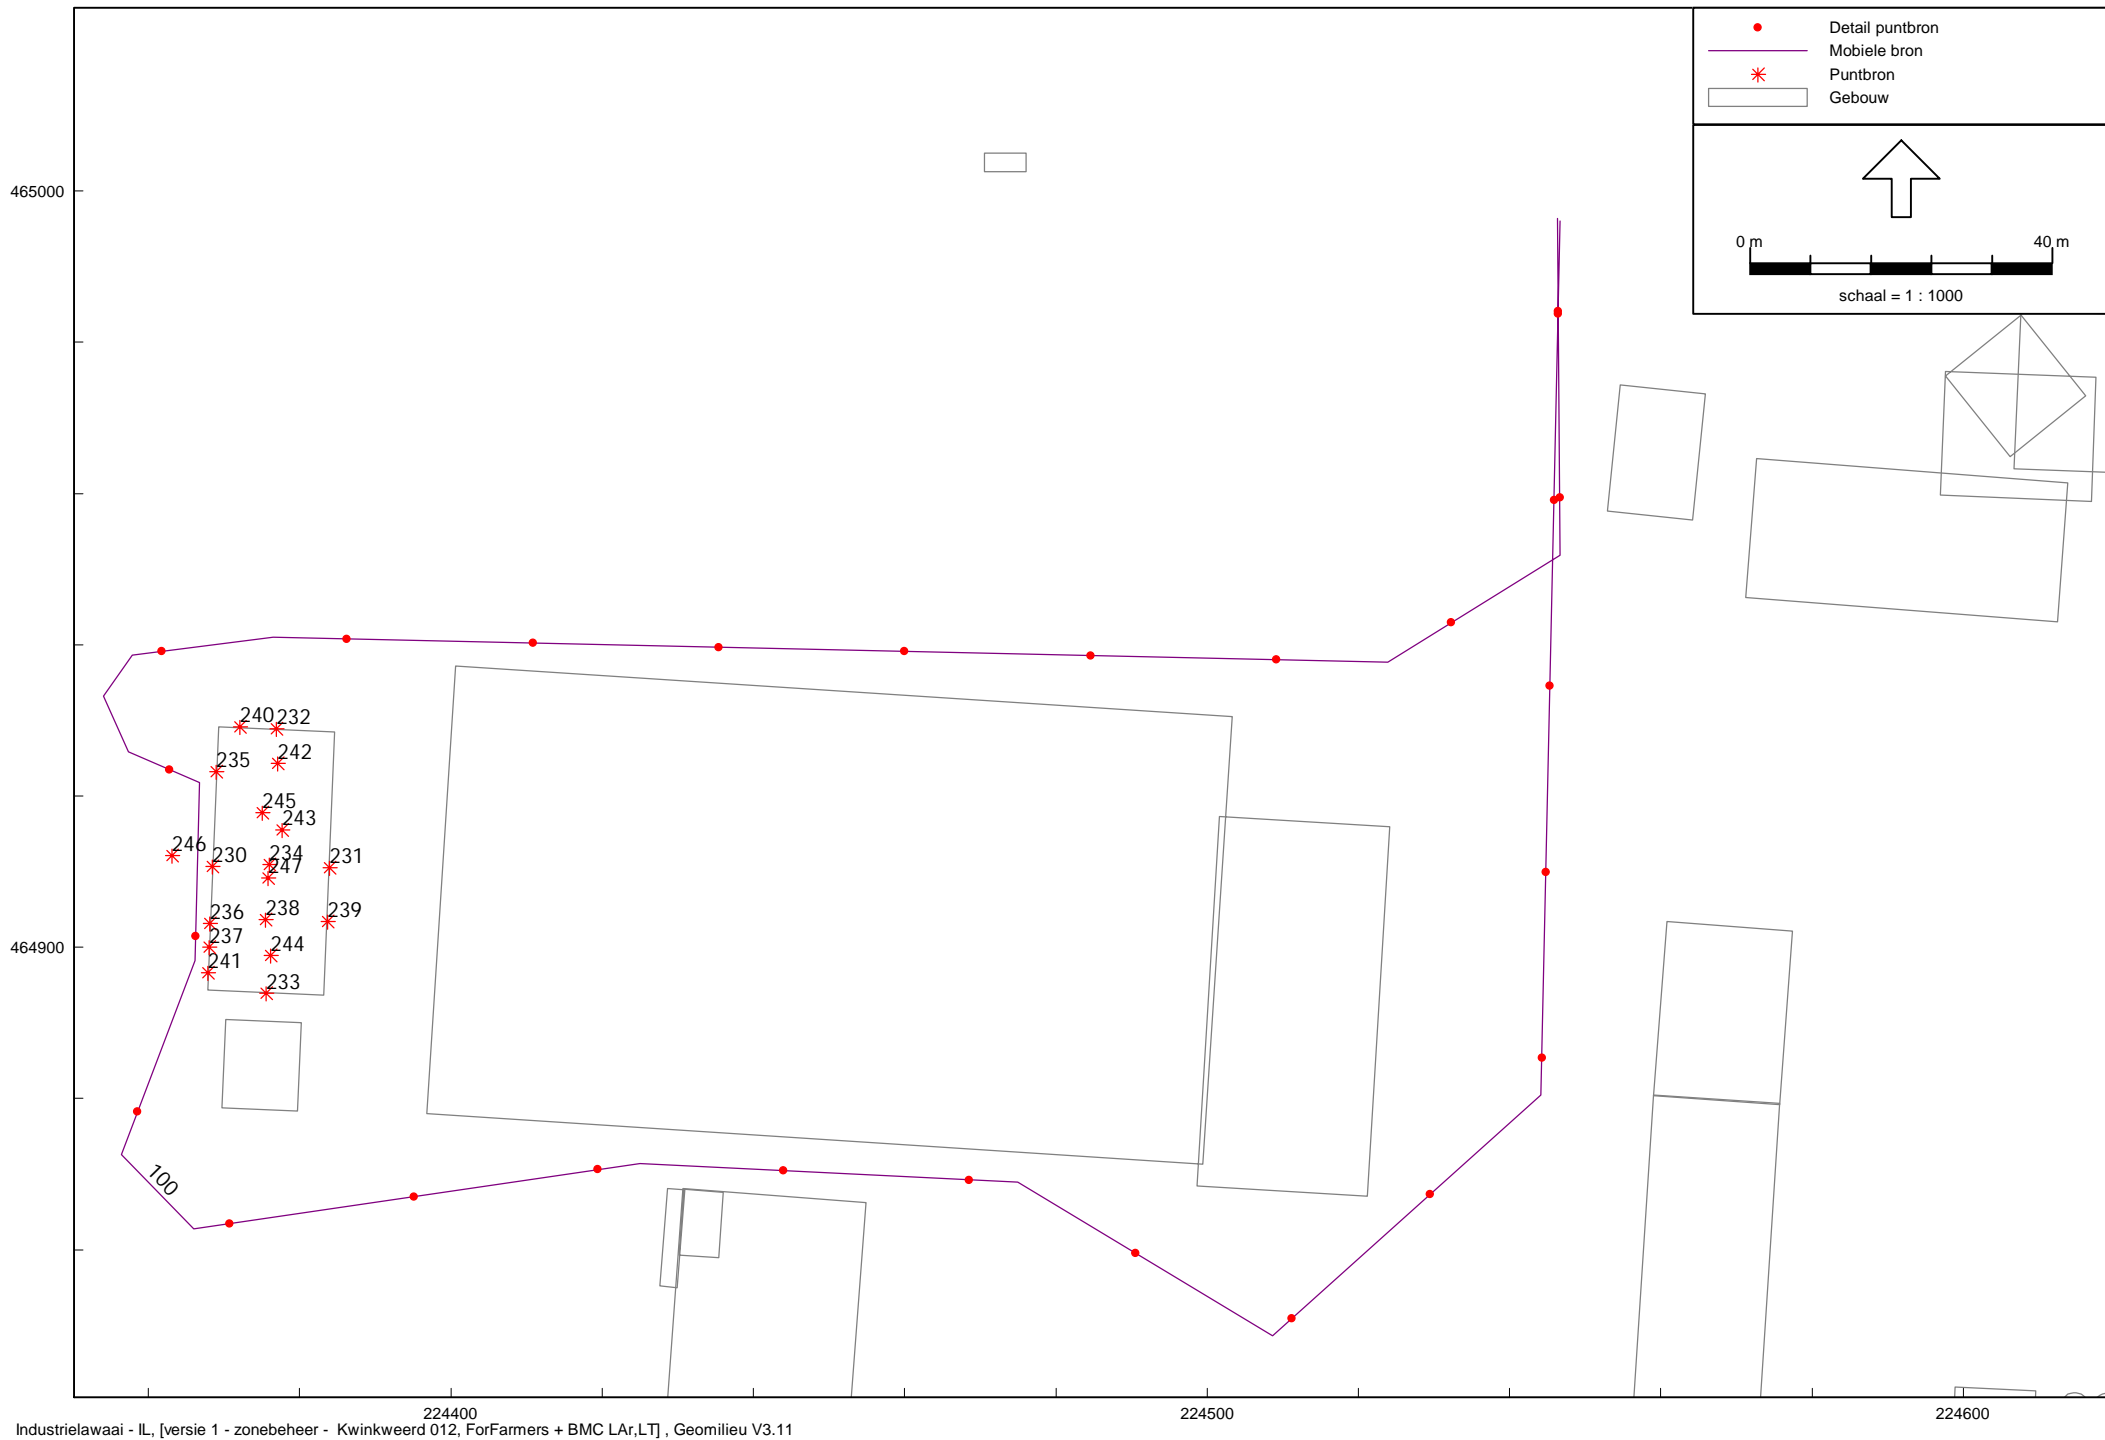 Detail puntbron
Mobiele bron
Puntbron
Gebouw
465000
0 m 40 m
schaal = 1 : 1000
240 232
242
235
245
243
246
230
234
231
247
236
238
239
237
244
464900
241
233
100
224400 224500 224600
Industrielawaai - IL, [versie 1 - zonebeheer - Kwinkweerd 012, ForFarmers + BMC LAr,LT] , Geomilieu V3.11